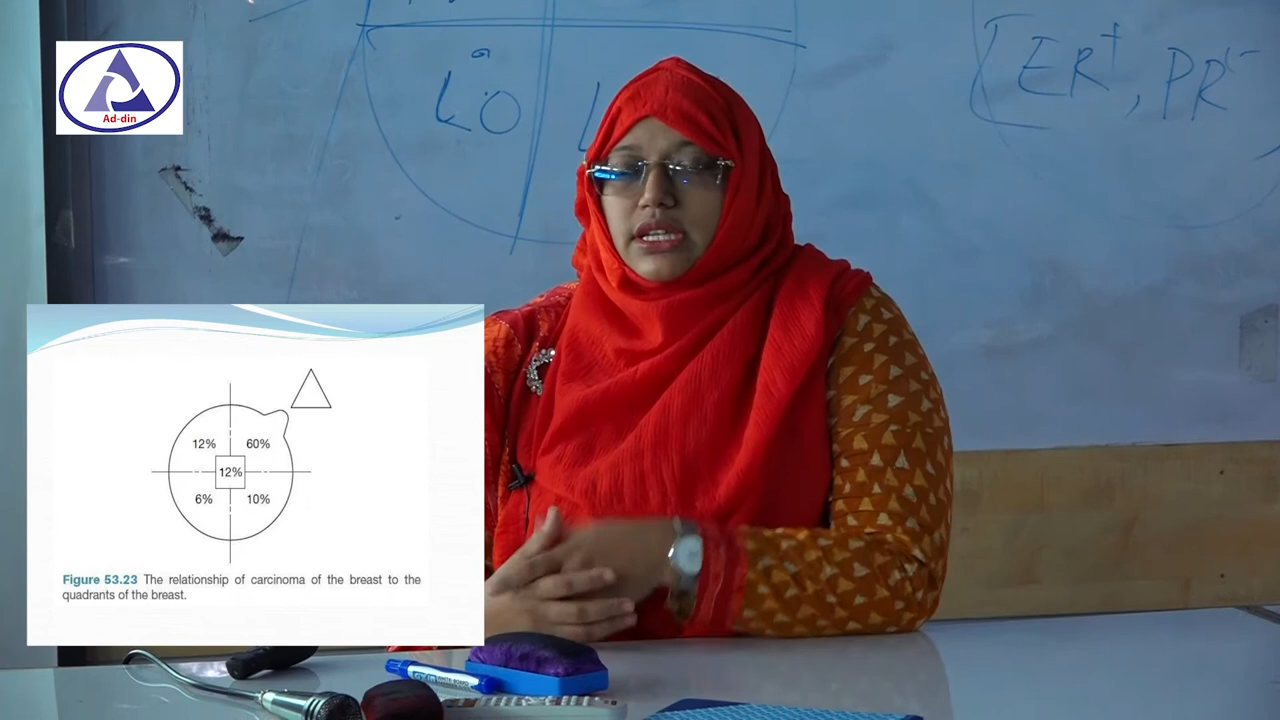 ER+, PR-
LO
Ad-din
12% 60%
12%
6% 10%
Figure 53.23 The relationship of carcinoma of the breast to the
quadrants of the breast.